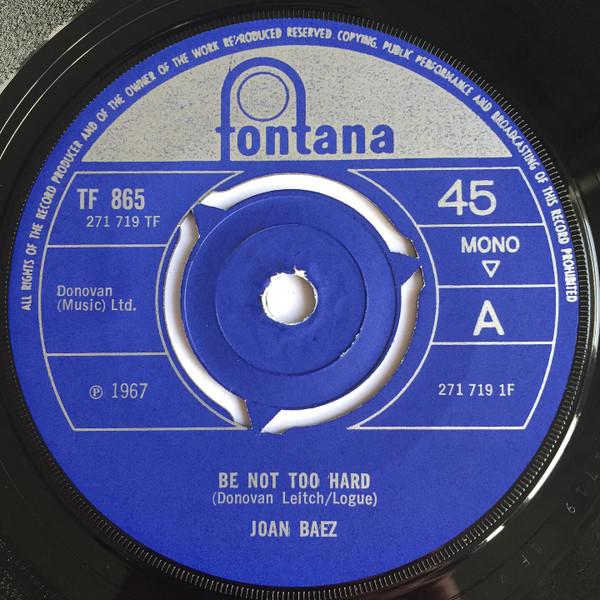 ALL RIGHTS OF THE RECORD PRODUCER AND OF THE OWNER OF THE WORK REPRODUCED RESERVED. COPYING, PUBLIC PERFORMANCE AND BROADCASTING OF THIS RECORD PROHIBITED
fontana
TF 865
271 719 TF
45
MONO
Donovan
(Music) Ltd.
A
℗ 1967
271 719 1F
BE NOT TOO HARD
(Donovan Leitch/Logue)
JOAN BAEZ